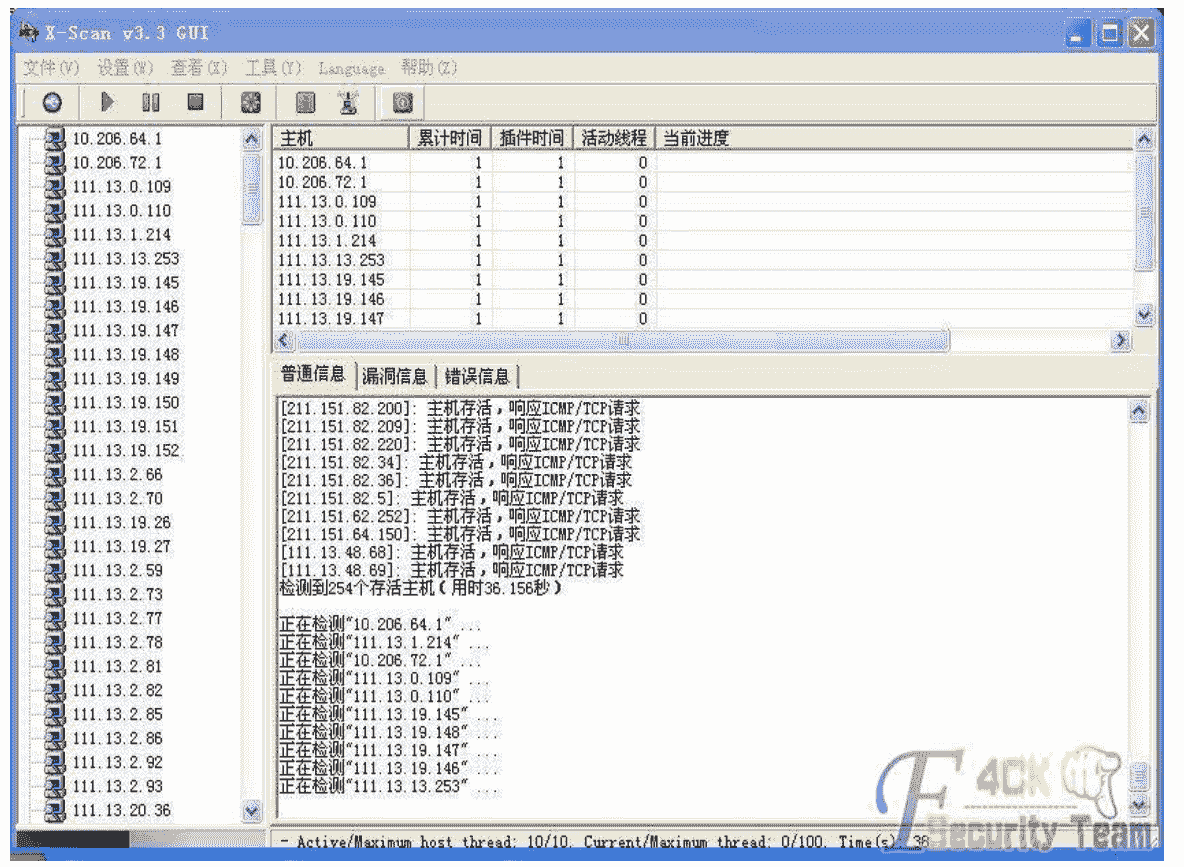 X-Scan v3.3 GUI
文件(V) 设置(W) 查看(X) 工具(Y) Language 帮助(Z)
10.206.64.1
10.206.72.1
111.13.0.109
111.13.0.110
111.13.1.214
111.13.13.253
111.13.19.145
111.13.19.146
111.13.19.147
111.13.19.148
111.13.19.149
111.13.19.150
111.13.19.151
111.13.19.152
111.13.2.66
111.13.2.70
111.13.19.26
111.13.19.27
111.13.2.59
111.13.2.73
111.13.2.77
111.13.2.78
111.13.2.81
111.13.2.82
111.13.2.85
111.13.2.86
111.13.2.92
111.13.2.93
111.13.20.36
主机 累计时间 插件时间 活动线程 当前进度
10.206.64.1 1 1 0
10.206.72.1 1 1 0
111.13.0.109 1 1 0
111.13.0.110 1 1 0
111.13.1.214 1 1 0
111.13.13.253 1 1 0
111.13.19.145 1 1 0
111.13.19.146 1 1 0
111.13.19.147 1 1 0
普通信息 漏洞信息 错误信息
[211.151.82.200]: 主机存活，响应ICMP/TCP请求
[211.151.82.209]: 主机存活，响应ICMP/TCP请求
[211.151.82.220]: 主机存活，响应ICMP/TCP请求
[211.151.82.34]: 主机存活，响应ICMP/TCP请求
[211.151.82.36]: 主机存活，响应ICMP/TCP请求
[211.151.82.5]: 主机存活，响应ICMP/TCP请求
[211.151.62.252]: 主机存活，响应ICMP/TCP请求
[211.151.64.150]: 主机存活，响应ICMP/TCP请求
[111.13.48.68]: 主机存活，响应ICMP/TCP请求
[111.13.48.69]: 主机存活，响应ICMP/TCP请求
检测到254个存活主机(用时36.156秒)
正在检测"10.206.64.1" ...
正在检测"111.13.1.214" ...
正在检测"10.206.72.1" ...
正在检测"111.13.0.109" ...
正在检测"111.13.0.110" ...
正在检测"111.13.19.145" ...
正在检测"111.13.19.148" ...
正在检测"111.13.19.147" ...
正在检测"111.13.19.146" ...
正在检测"111.13.13.253" ...
F4CK
Security Team
- Active/Maximum host thread: 10/10, Current/Maximum thread: 0/100, Time(s): 38